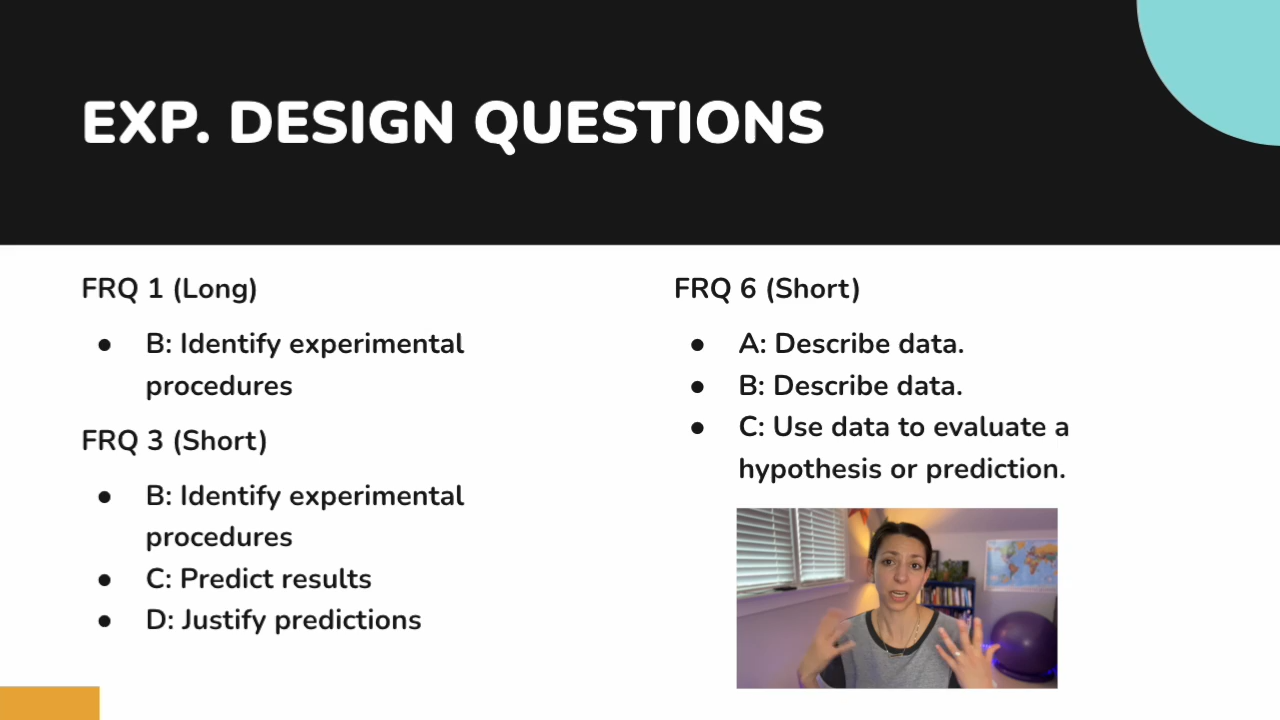 EXP. DESIGN QUESTIONS
FRQ 1 (Long)
● B: Identify experimental
procedures
FRQ 3 (Short)
● B: Identify experimental
procedures
● C: Predict results
● D: Justify predictions
FRQ 6 (Short)
● A: Describe data.
● B: Describe data.
● C: Use data to evaluate a
hypothesis or prediction.